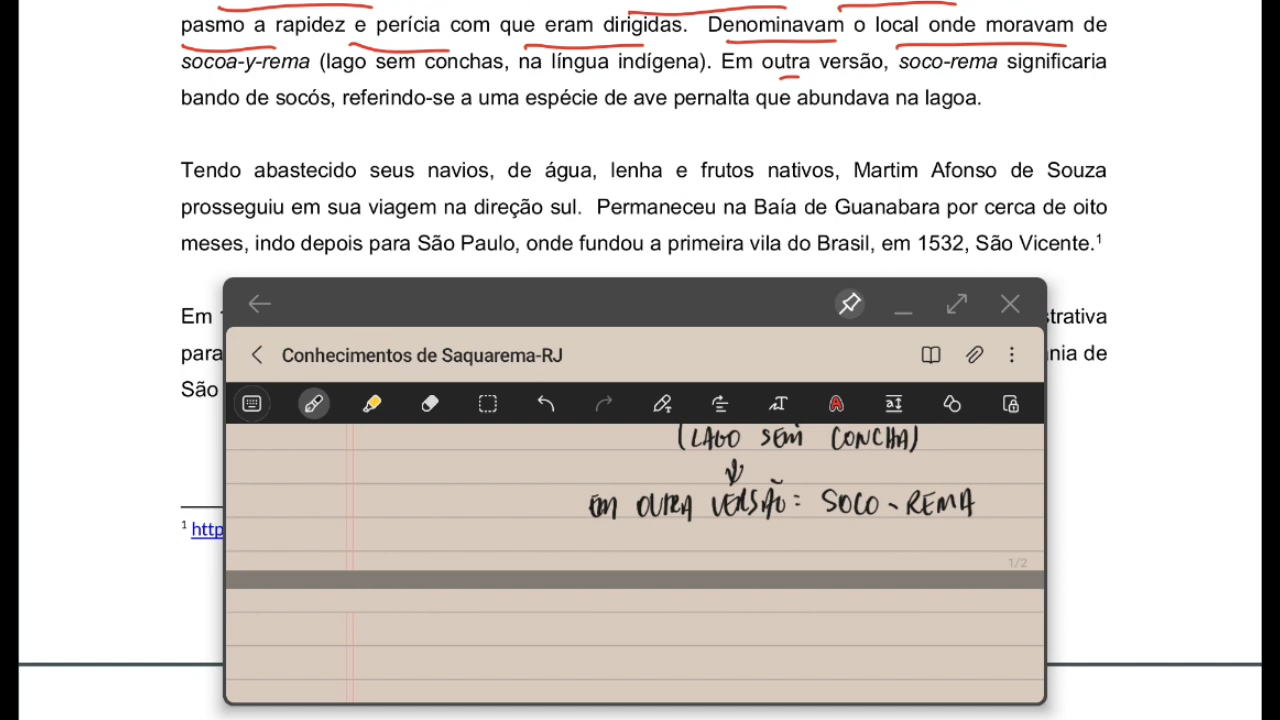 pasmo a rapidez e perícia com que eram dirigidas. Denominavam o local onde moravam de
socoa-y-rema (lago sem conchas, na língua indígena). Em outra versão, soco-rema significaria
bando de socós, referindo-se a uma espécie de ave pernalta que abundava na lagoa.
Tendo abastecido seus navios, de água, lenha e frutos nativos, Martim Afonso de Souza
prosseguiu em sua viagem na direção sul. Permaneceu na Baía de Guanabara por cerca de oito
meses, indo depois para São Paulo, onde fundou a primeira vila do Brasil, em 1532, São Vicente.¹
Em
para
São
¹ http
Conhecimentos de Saquarema-RJ
(LAGO SEM CONCHA)
EM OUTRA VERSÃO: SOCO-REMA
1/2